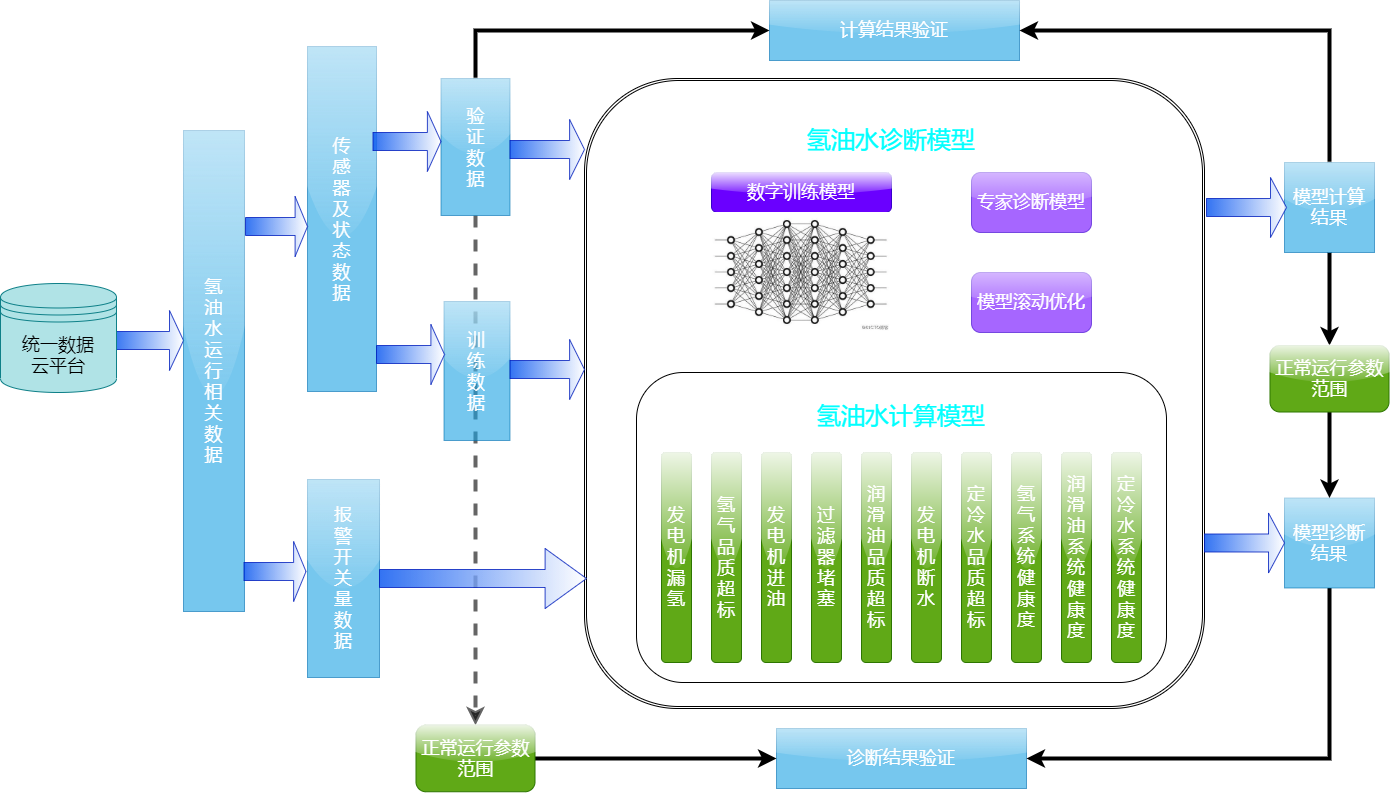 计算结果验证
统一数据
云平台
氢油水运行相关数据
传感器及状态数据
报警开关量数据
验证数据
训练数据
氢油水诊断模型
数字训练模型
专家诊断模型
模型滚动优化
氢油水计算模型
发电机漏氢
氢气品质超标
发电机进油
过滤器堵塞
润滑油品质超标
发电机断水
定冷水品质超标
氢气系统健康度
润滑油系统健康度
定冷水系统健康度
模型计算
结果
正常运行参数
范围
模型诊断
结果
正常运行参数
范围
诊断结果验证